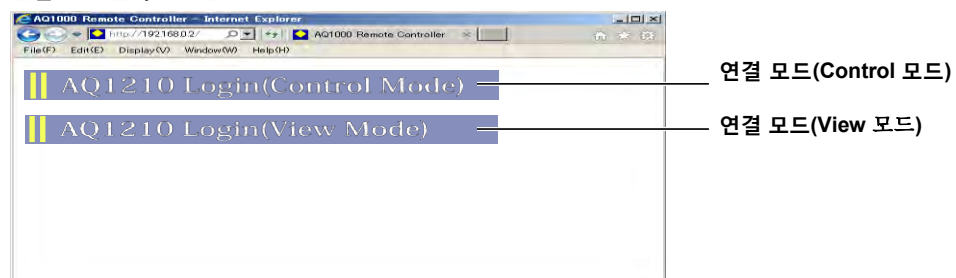 AQ1000 Remote Controller - Internet Explorer
http://192.168.0.2/ AQ1000 Remote Controller
File(F) Edit(E) Display(V) Window(W) Help(H)
AQ1210 Login(Control Mode)
연결 모드(Control 모드)
AQ1210 Login(View Mode)
연결 모드(View 모드)